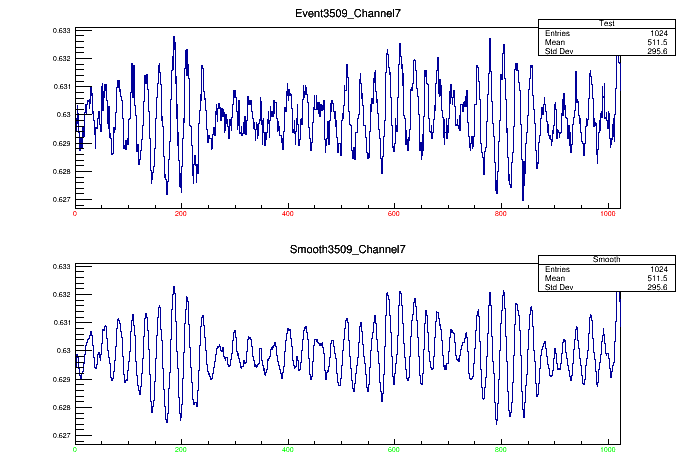 Event3509_Channel7
Test
Entries 1024
Mean 511.5
Std Dev 295.6
0.633
0.632
0.631
0.63
0.629
0.628
0.627
0 200 400 600 800 1000
Smooth3509_Channel7
Smooth
Entries 1024
Mean 511.5
Std Dev 295.6
0.633
0.632
0.631
0.63
0.629
0.628
0.627
0 200 400 600 800 1000